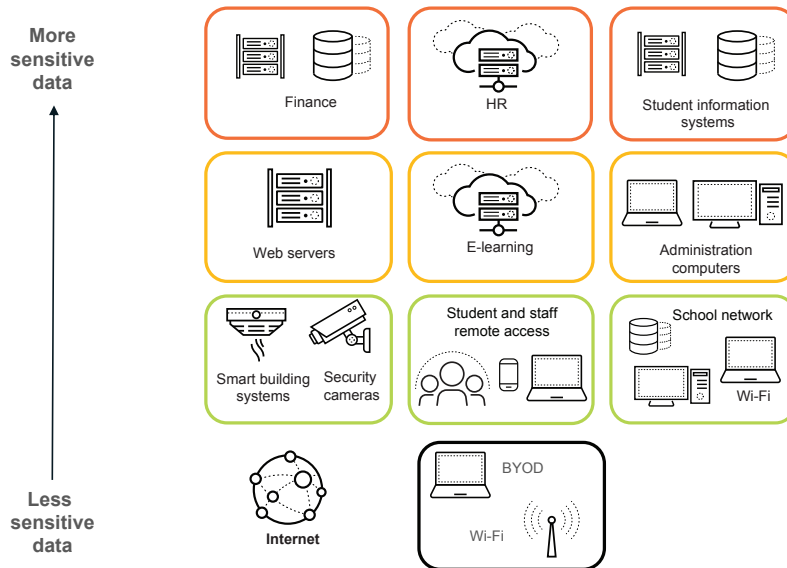 More
sensitive
data
Finance
HR
Student information
systems
Web servers
E-learning
Administration
computers
Smart building
systems
Security
cameras
Student and staff
remote access
School network
Wi-Fi
Less
sensitive
data
Internet
BYOD
Wi-Fi